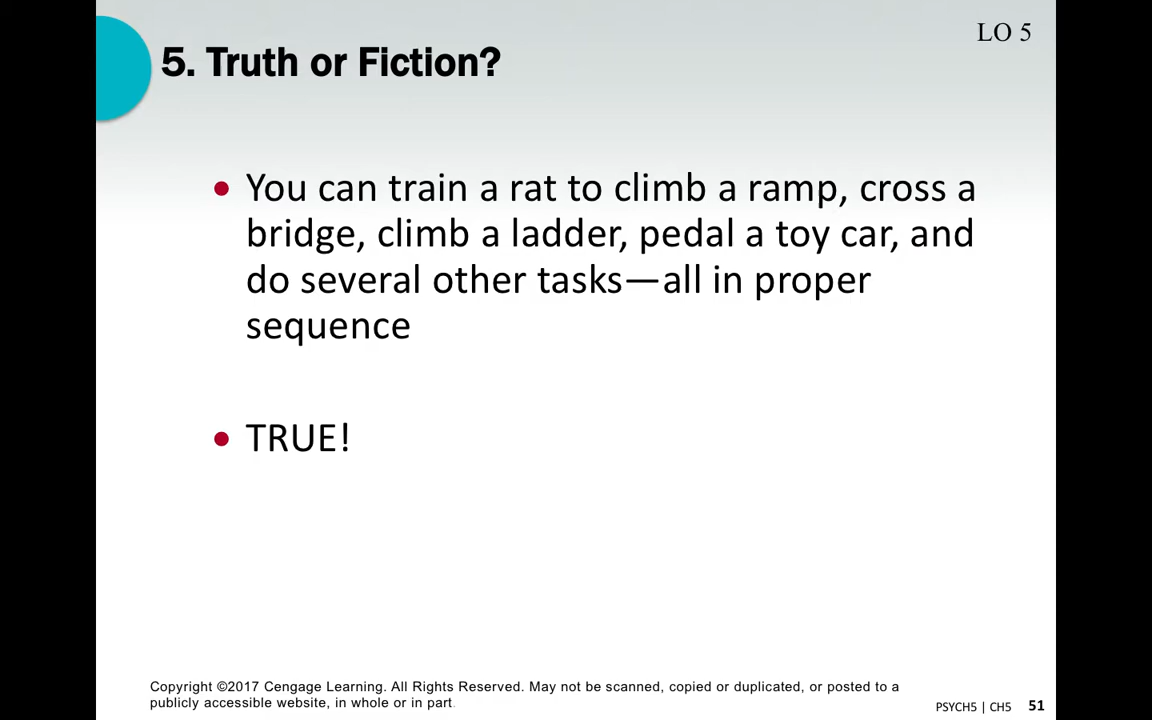 LO 5
5. Truth or Fiction?
• You can train a rat to climb a ramp, cross a
bridge, climb a ladder, pedal a toy car, and
do several other tasks—all in proper
sequence
• TRUE!
Copyright ©2017 Cengage Learning. All Rights Reserved. May not be scanned, copied or duplicated, or posted to a
publicly accessible website, in whole or in part.
PSYCH5 | CH5 51